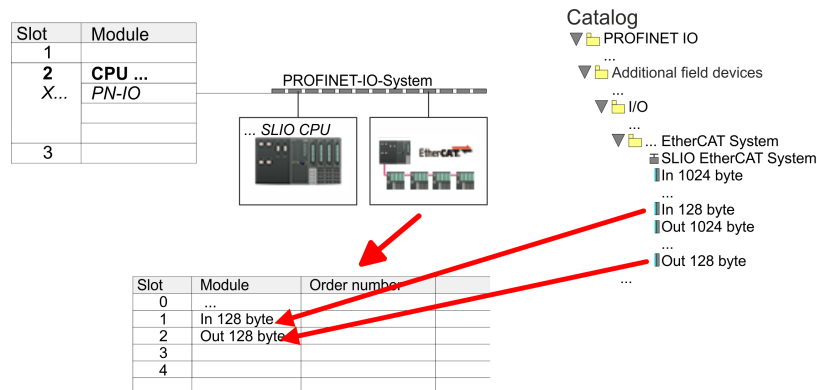 Slot Module
1
2 CPU ...
X... PN-IO
3
PROFINET-IO-System
... SLIO CPU
EtherCAT
Catalog
PROFINET IO
...
Additional field devices
...
I/O
...
... EtherCAT System
SLIO EtherCAT System
In 1024 byte
...
In 128 byte
Out 1024 byte
...
Out 128 byte
...
Slot Module Order number
0 ...
1 In 128 byte
2 Out 128 byte
3
4